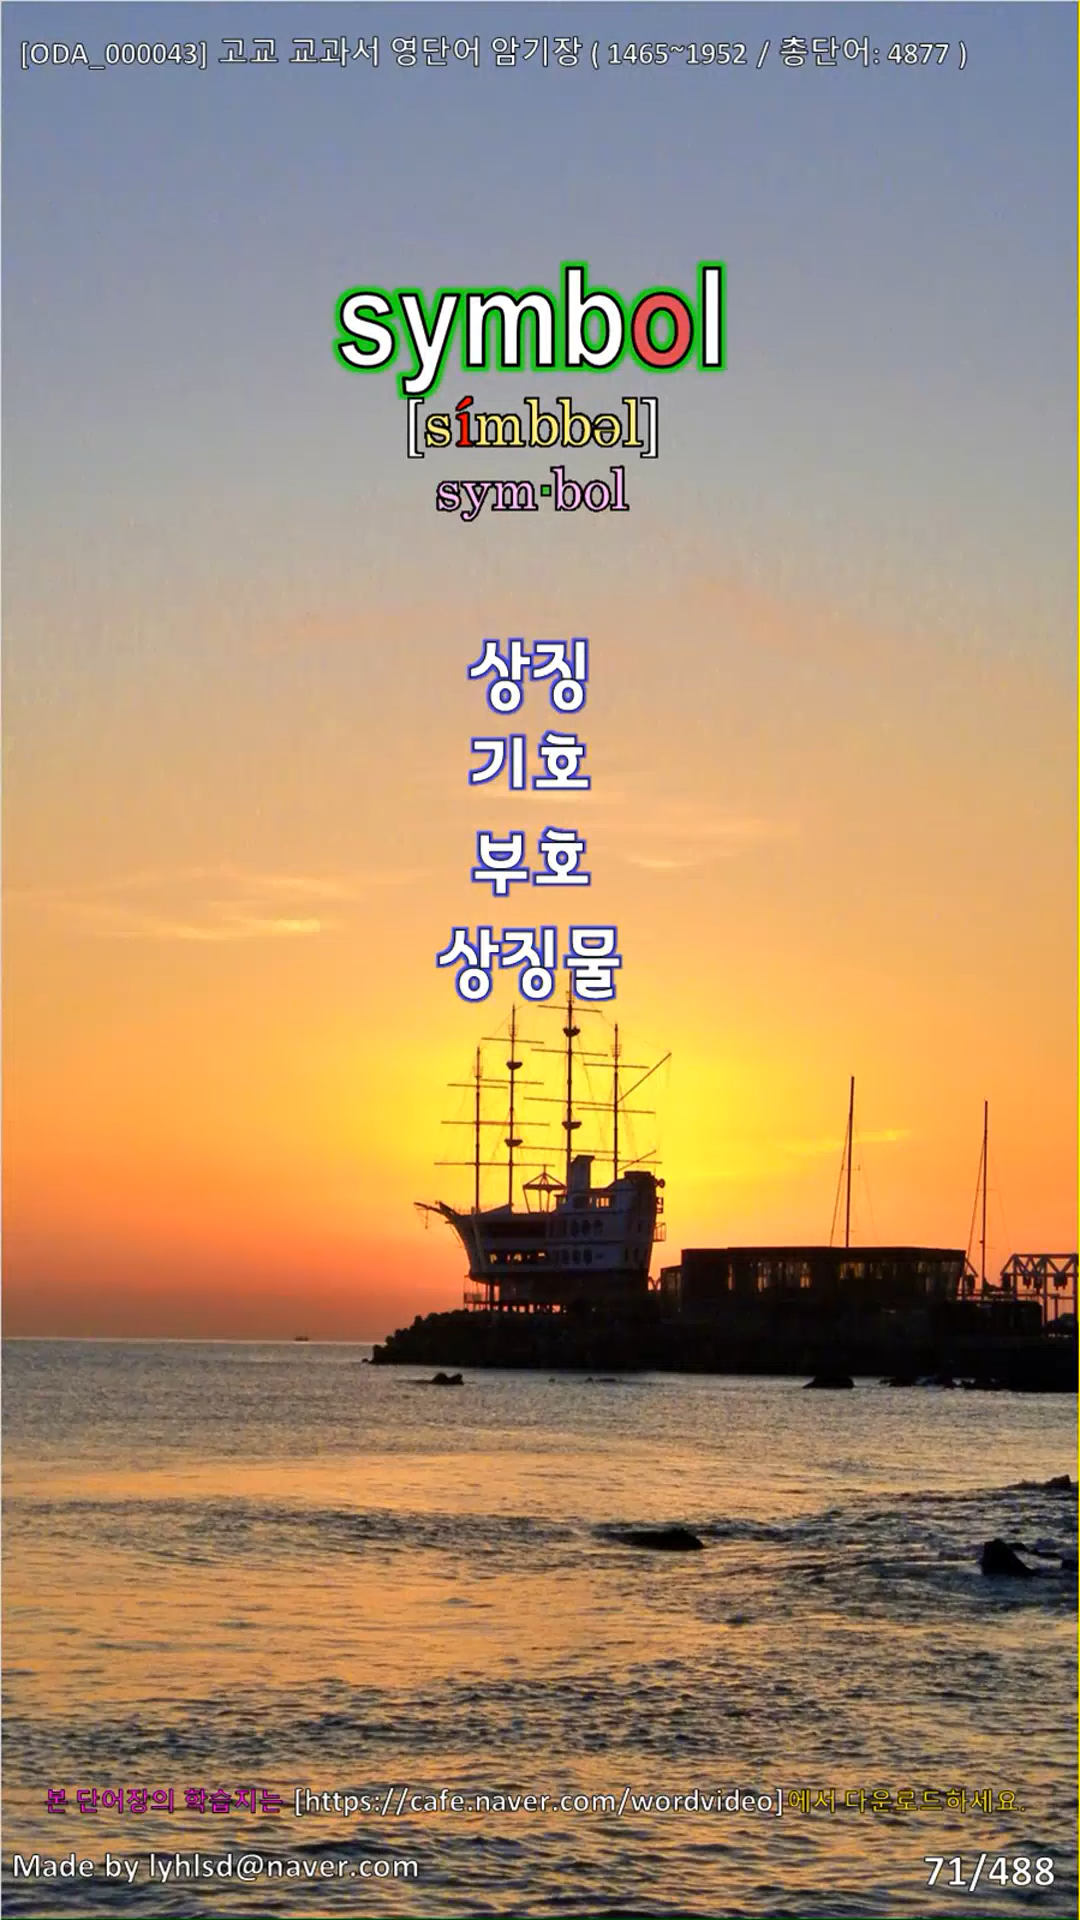 [ODA_000043] 고교 교과서 영단어 암기장 ( 1465~1952 / 총단어: 4877 )
symbol
[símbbəl]
sym·bol
상징
기호
부호
상징물
본 단어장의 학습지는 [https://cafe.naver.com/wordvideo]에서 다운로드하세요.
Made by lyhlsd@naver.com
71/488